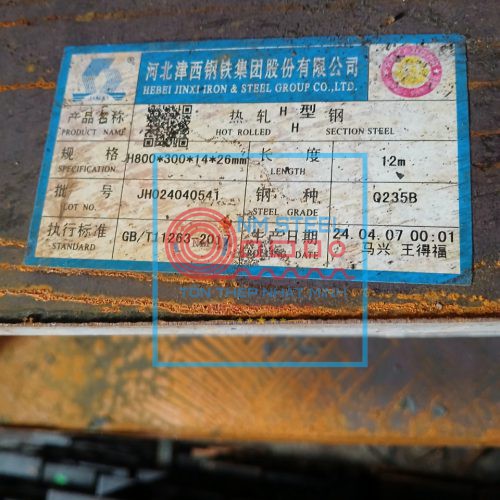 河北津西钢铁集团股份有限公司
HEBEI JINXI IRON & STEEL GROUP CO.,LTD.
产品名称 热轧 H 型 钢
PRODUCT NAME HOT ROLLED H SECTION STEEL
规格 H800*300*14*26mm 长度 12m
SPECIFICATION LENGTH
批号 JH024040541 钢种 Q235B
LOT NO. STEEL GRADE
执行标准 GB/T11263-201 生产日期 24.04.07 00:01
STANDARD ROLLING DATE 马兴 王得福